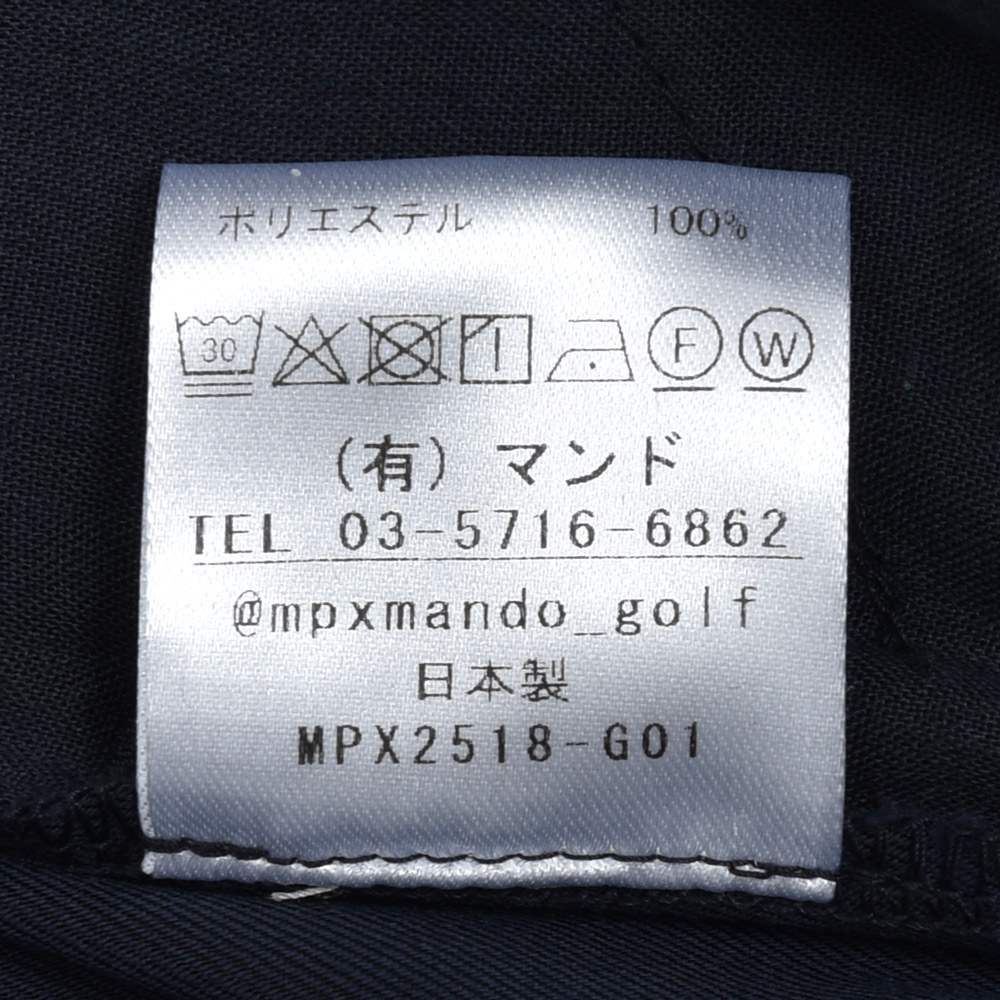 ポリエステル 100%
30 F W
(有) マンド
TEL 03-5716-6862
@mpxmando_golf
日本製
MPX2518-G01